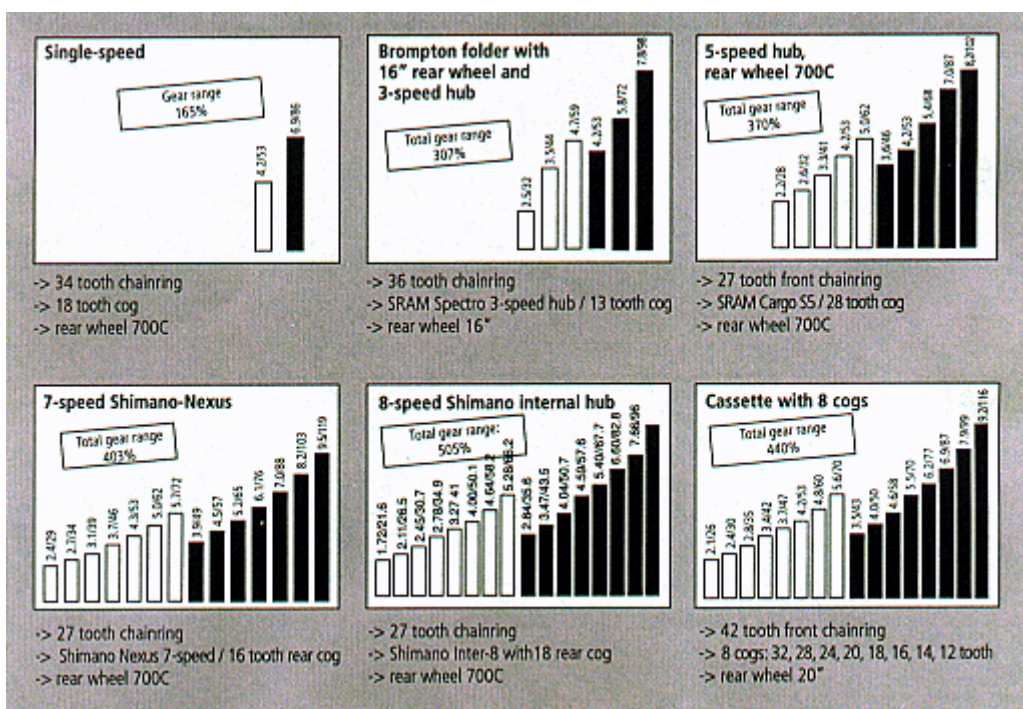 Single-speed
Gear range
165%
4.2/53
6.9/86
-> 34 tooth chainring
-> 18 tooth cog
-> rear wheel 700C
Brompton folder with
16" rear wheel and
3-speed hub
Total gear range
307%
2.5/32
3.5/44
4.7/59
4.2/53
5.8/72
7.8/98
-> 36 tooth chainring
-> SRAM Spectro 3-speed hub / 13 tooth cog
-> rear wheel 16"
5-speed hub,
rear wheel 700C
Total gear range
370%
2.2/28
2.6/32
3.3/41
4.2/53
5.0/62
3.6/46
4.2/53
5.4/68
7.0/87
8.2/102
-> 27 tooth front chainring
-> SRAM Cargo S5 / 28 tooth cog
-> rear wheel 700C
7-speed Shimano-Nexus
Total gear range
403%
2.4/29
2.7/34
3.1/39
3.7/46
4.3/53
5.0/62
5.7/72
3.9/49
4.5/57
5.2/65
6.1/76
7.0/88
8.2/103
9.5/119
-> 27 tooth chainring
-> Shimano Nexus 7-speed / 16 tooth rear cog
-> rear wheel 700C
8-speed Shimano internal hub
Total gear range:
505%
1.72/21.6
2.11/26.5
2.45/30.7
2.78/34.9
3.27 41
4.00/50.1
4.64/58.2
5.28/66.2
2.84/35.6
3.47/43.5
4.04/50.7
4.59/57.6
5.40/67.7
6.60/82.8
7.66/96
-> 27 tooth chainring
-> Shimano Inter-8 with18 rear cog
-> rear wheel 700C
Cassette with 8 cogs
Total gear range
440%
2.1/26
2.4/30
2.8/35
3.4/42
3.7/47
4.2/53
4.8/60
5.6/70
3.5/43
4.0/50
4.6/58
5.5/70
6.2/77
6.9/87
7.9/99
9.2/116
-> 42 tooth front chainring
-> 8 cogs: 32, 28, 24, 20, 18, 16, 14, 12 tooth
-> rear wheel 20"